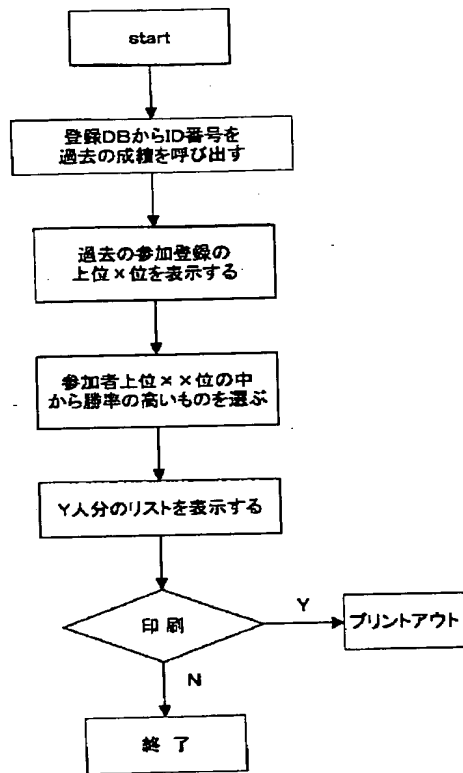 start
登録DBからID番号を
過去の成績を呼び出す
過去の参加登録の
上位×位を表示する
参加者上位××位の中
から勝率の高いものを選ぶ
Y人分のリストを表示する
印刷
Y
プリントアウト
N
終了